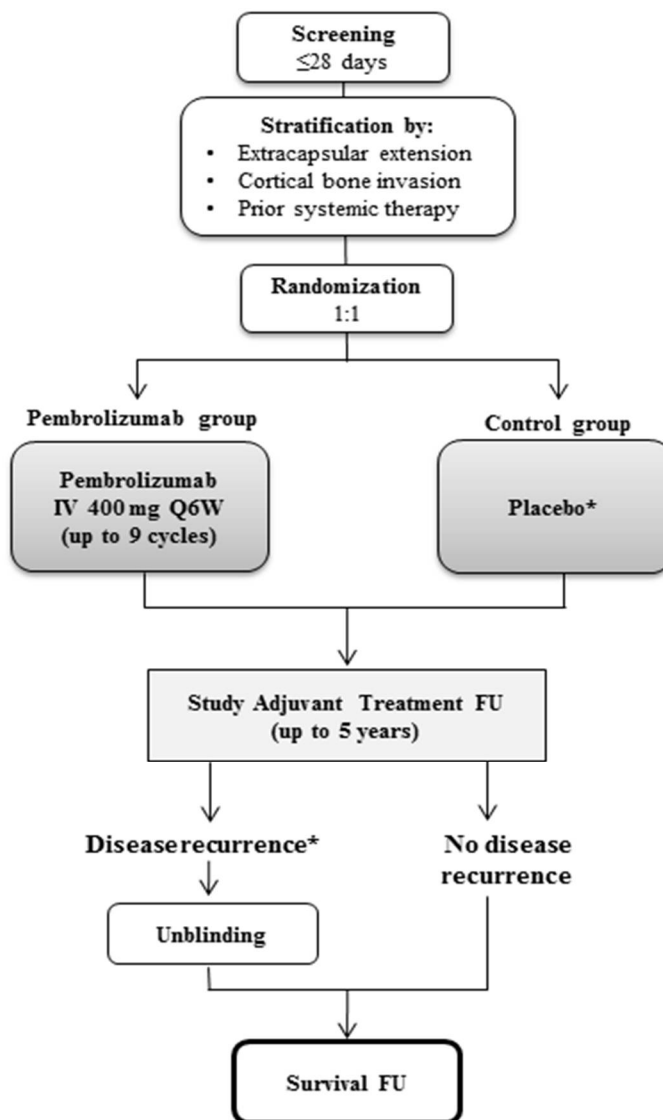 Screening
≤28 days
Stratification by:
• Extracapsular extension
• Cortical bone invasion
• Prior systemic therapy
Randomization
1:1
Pembrolizumab group
Control group
Pembrolizumab
IV 400 mg Q6W
(up to 9 cycles)
Placebo*
Study Adjuvant Treatment FU
(up to 5 years)
Disease recurrence*
No disease
recurrence
Unblinding
Survival FU